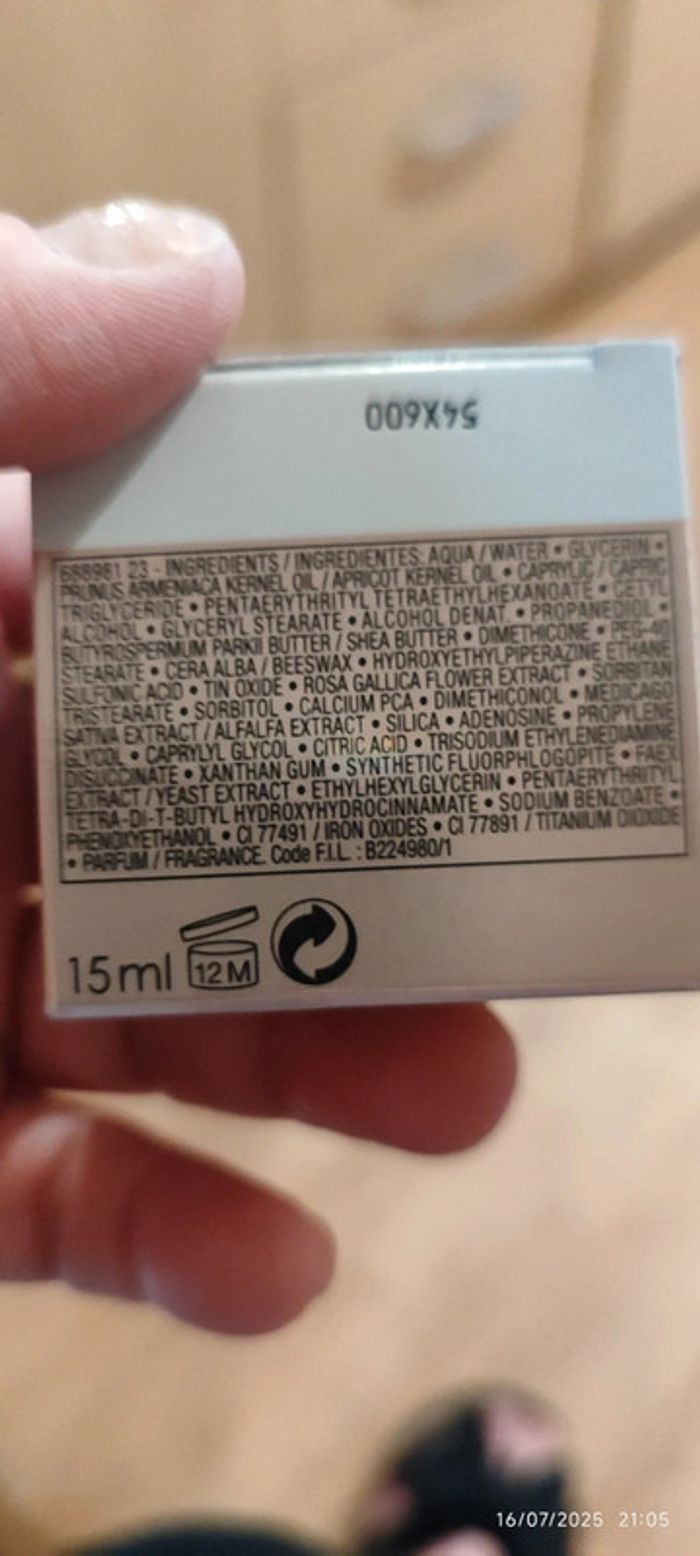 54X600
688981 23 - INGREDIENTS / INGREDIENTES: AQUA / WATER • GLYCERIN •
PRUNUS ARMENIACA KERNEL OIL / APRICOT KERNEL OIL • CAPRYLIC / CAPRIC
TRIGLYCERIDE • PENTAERYTHRITYL TETRAETHYLHEXANOATE • CETYL
ALCOHOL • GLYCERYL STEARATE • ALCOHOL DENAT. • PROPANEDIOL •
BUTYROSPERMUM PARKII BUTTER / SHEA BUTTER • DIMETHICONE • PEG-40
STEARATE • CERA ALBA / BEESWAX • HYDROXYETHYLPIPERAZINE ETHANE
SULFONIC ACID • TIN OXIDE • ROSA GALLICA FLOWER EXTRACT • SORBITAN
TRISTEARATE • SORBITOL • CALCIUM PCA • DIMETHICONOL • MEDICAGO
SATIVA EXTRACT / ALFALFA EXTRACT • SILICA • ADENOSINE • PROPYLENE
GLYCOL • CAPRYLYL GLYCOL • CITRIC ACID • TRISODIUM ETHYLENEDIAMINE
DISUCCINATE • XANTHAN GUM • SYNTHETIC FLUORPHLOGOPITE • FAEX
EXTRACT / YEAST EXTRACT • ETHYLHEXYLGLYCERIN • PENTAERYTHRITYL
TETRA-DI-T-BUTYL HYDROXYHYDROCINNAMATE • SODIUM BENZOATE •
PHENOXYETHANOL • CI 77491 / IRON OXIDES • CI 77891 / TITANIUM DIOXIDE
• PARFUM / FRAGRANCE. Code F.I.L. : B224980/1
15 ml 12 M
16/07/2025 21:05